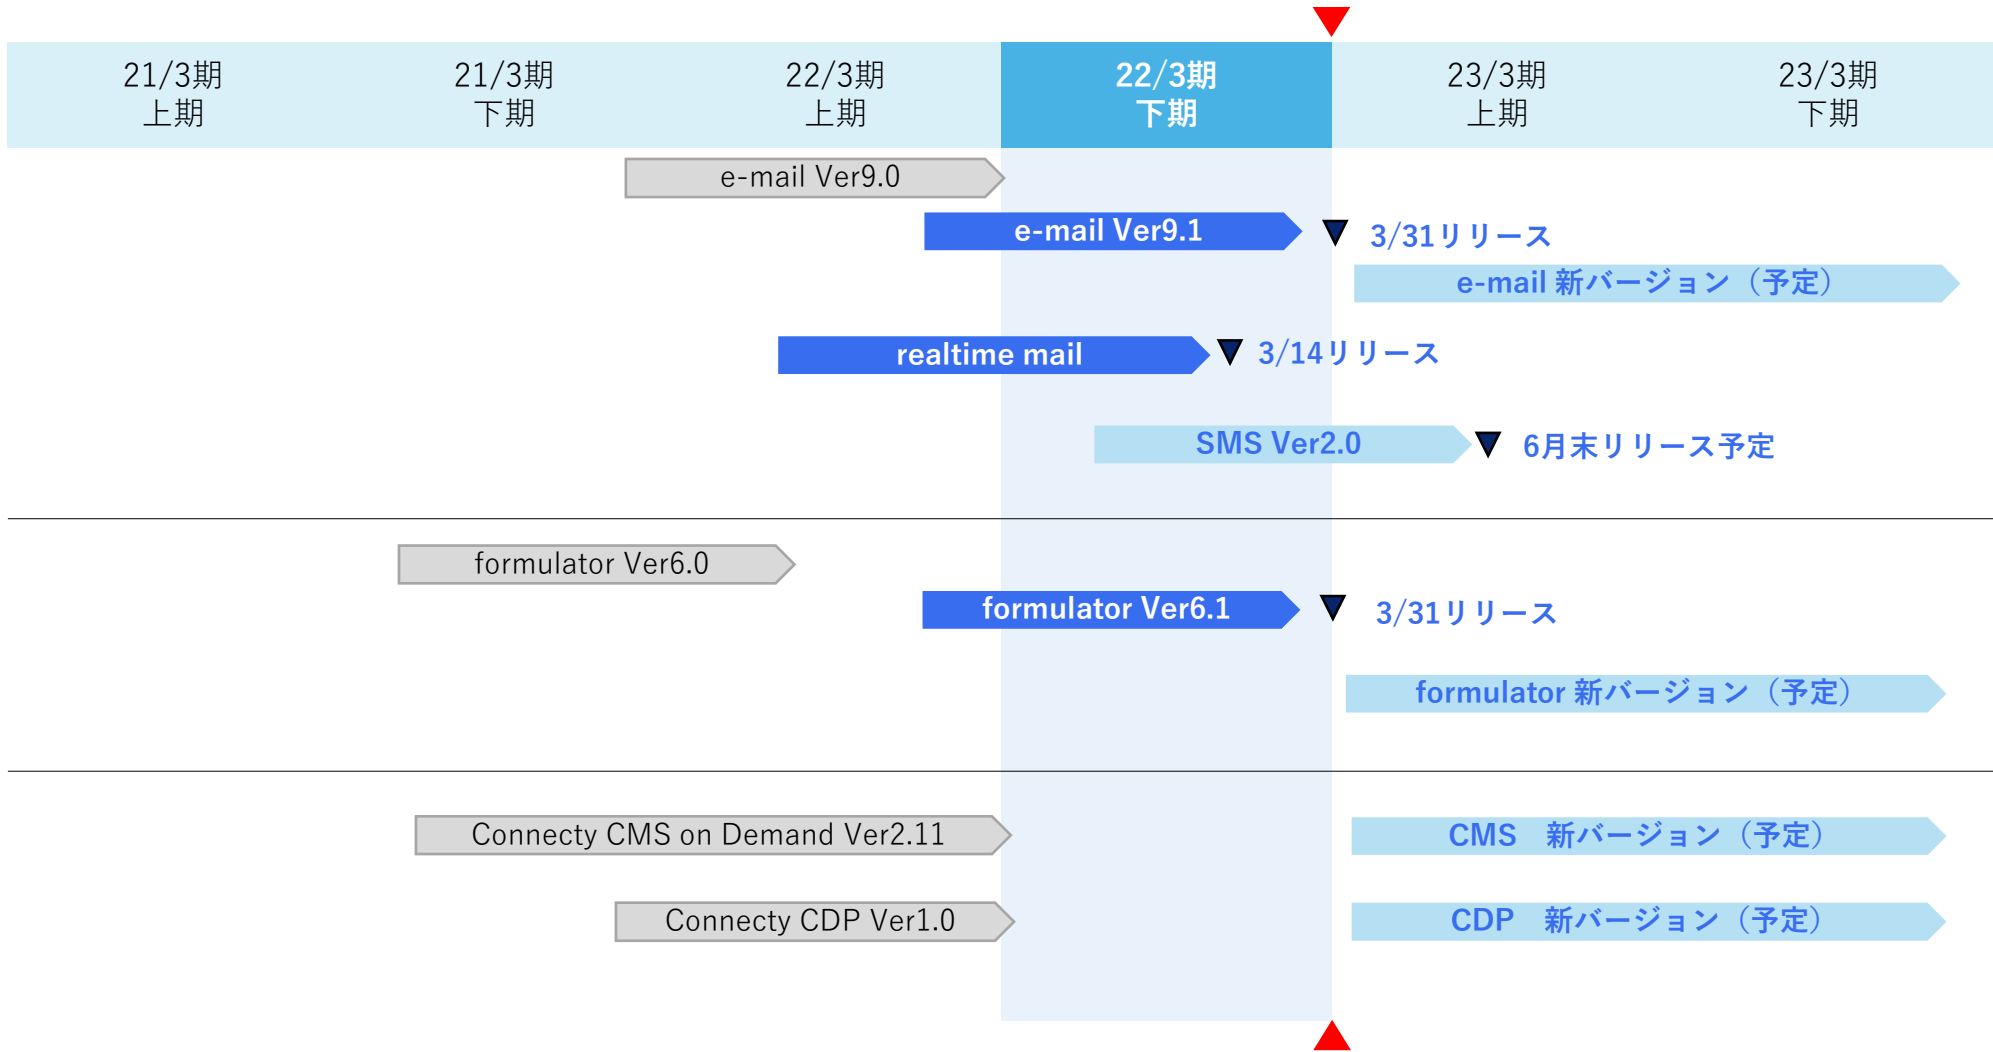 21/3期
上期
21/3期
下期
22/3期
上期
22/3期
下期
23/3期
上期
23/3期
下期
e-mail Ver9.0
e-mail Ver9.1
3/31リリース
e-mail 新バージョン（予定）
realtime mail
3/14リリース
SMS Ver2.0
6月末リリース予定
formulator Ver6.0
formulator Ver6.1
3/31リリース
formulator 新バージョン（予定）
Connecty CMS on Demand Ver2.11
CMS　新バージョン（予定）
Connecty CDP Ver1.0
CDP　新バージョン（予定）